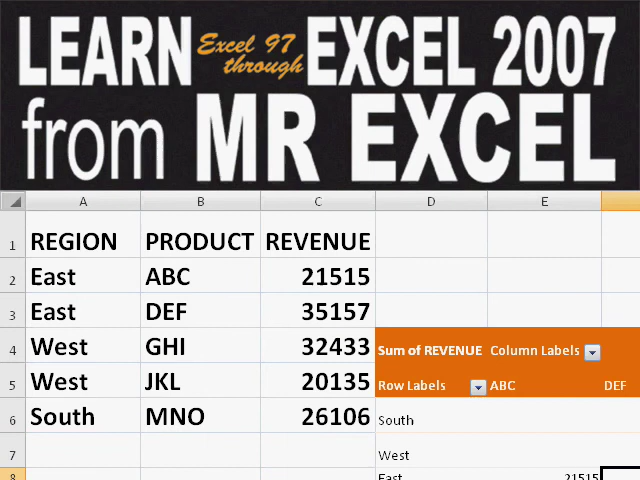 LEARN Excel 97 through EXCEL 2007
from MR EXCEL
A B C D E
1 REGION PRODUCT REVENUE
2 East ABC 21515
3 East DEF 35157
4 West GHI 32433 Sum of REVENUE Column Labels
5 West JKL 20135 Row Labels ABC DEF
6 South MNO 26106 South
7 West
8 East 21515